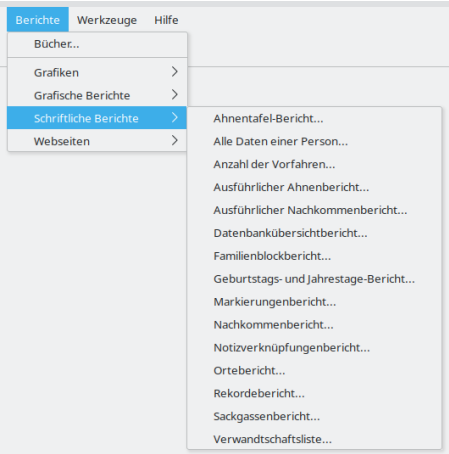 Berichte Werkzeuge Hilfe
Bücher...
Grafiken
Grafische Berichte
Schriftliche Berichte
Webseiten
Ahnentafel-Bericht...
Alle Daten einer Person...
Anzahl der Vorfahren...
Ausführlicher Ahnenbericht...
Ausführlicher Nachkommenbericht...
Datenbankübersichtbericht...
Familienblockbericht...
Geburtstags- und Jahrestage-Bericht...
Markierungenbericht...
Nachkommenbericht...
Notizverknüpfungenbericht...
Ortebericht...
Rekordebericht...
Sackgassenbericht...
Verwandtschaftsliste...